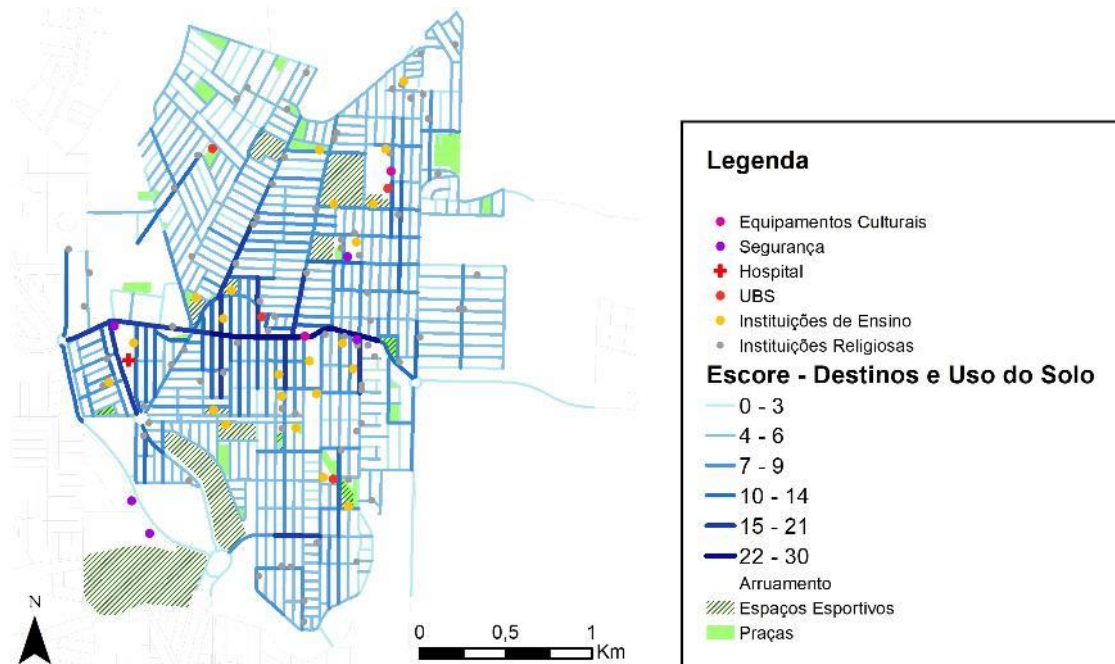 N
0 0,5 1
Km
Legenda
Equipamentos Culturais
Segurança
Hospital
UBS
Instituições de Ensino
Instituições Religiosas
Escore - Destinos e Uso do Solo
0 - 3
4 - 6
7 - 9
10 - 14
15 - 21
22 - 30
Arruamento
Espaços Esportivos
Praças